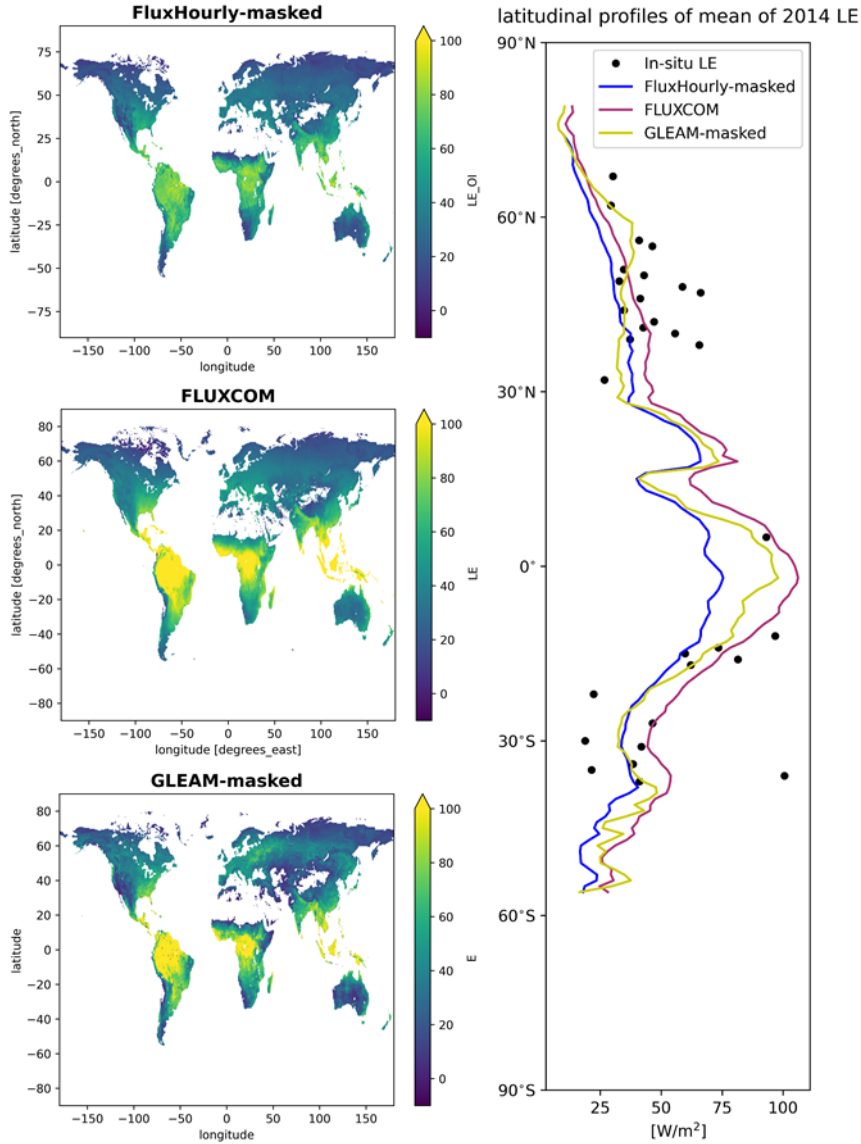 FluxHourly-masked
75
50
25
0
−25
−50
−75
latitude [degrees_north]
−150 −100 −50 0 50 100 150
longitude
100
80
60
40
20
0
LE_OI
FLUXCOM
80
60
40
20
0
−20
−40
−60
−80
latitude [degrees_north]
−150 −100 −50 0 50 100 150
longitude [degrees_east]
100
80
60
40
20
0
LE
GLEAM-masked
80
60
40
20
0
−20
−40
−60
−80
latitude
−150 −100 −50 0 50 100 150
longitude
100
80
60
40
20
0
E
latitudinal profiles of mean of 2014 LE
90°N
60°N
30°N
0°
30°S
60°S
90°S
In-situ LE
FluxHourly-masked
FLUXCOM
GLEAM-masked
25 50 75 100
[W/m²]